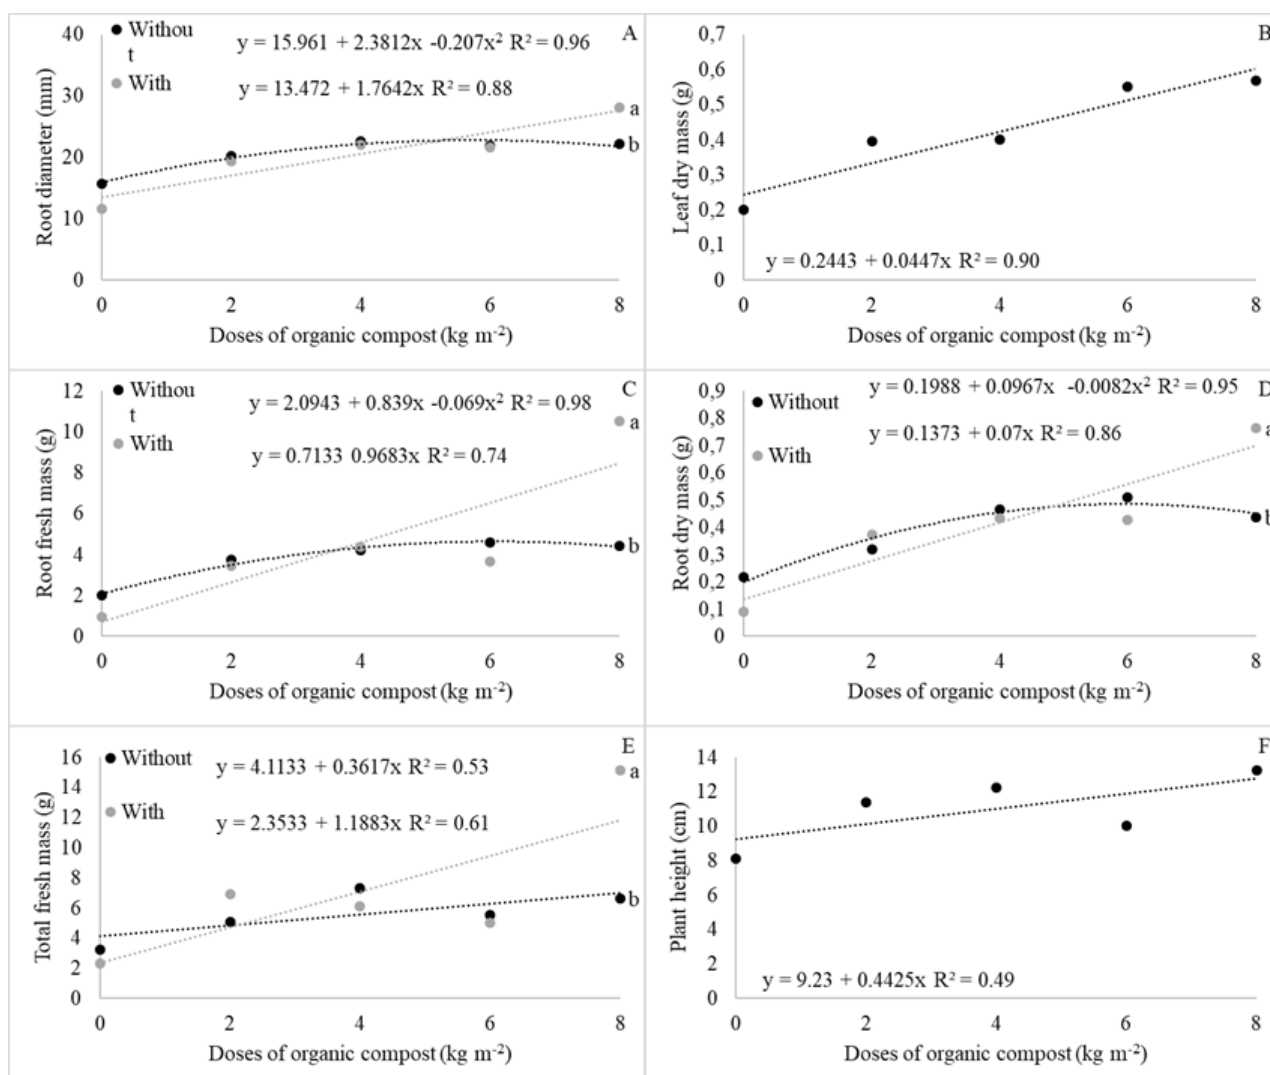 A
Withou
t
With
y = 15.961 + 2.3812x -0.207x² R² = 0.96
y = 13.472 + 1.7642x R² = 0.88
40
30
20
10
0
Root diameter (mm)
a
b
0 2 4 6 8
Doses of organic compost (kg m⁻²)
B
0,7
0,6
0,5
0,4
0,3
0,2
0,1
0
Leaf dry mass (g)
y = 0.2443 + 0.0447x R² = 0.90
0 2 4 6 8
Doses of organic compost (kg m⁻²)
C
Withou
t
With
y = 2.0943 + 0.839x -0.069x² R² = 0.98
y = 0.7133 0.9683x R² = 0.74
12
10
8
6
4
2
0
Root fresh mass (g)
a
b
0 2 4 6 8
Doses of organic compost (kg m⁻²)
D
Without
With
y = 0.1988 + 0.0967x -0.0082x² R² = 0.95
y = 0.1373 + 0.07x R² = 0.86
0,9
0,8
0,7
0,6
0,5
0,4
0,3
0,2
0,1
0
Root dry mass (g)
a
b
0 2 4 6 8
Doses of organic compost (kg m⁻²)
E
Without
With
y = 4.1133 + 0.3617x R² = 0.53
y = 2.3533 + 1.1883x R² = 0.61
16
14
12
10
8
6
4
2
0
Total fresh mass (g)
a
b
0 2 4 6 8
Doses of organic compost (kg m⁻²)
F
14
12
10
8
6
4
2
0
Plant height (cm)
y = 9.23 + 0.4425x R² = 0.49
0 2 4 6 8
Doses of organic compost (kg m⁻²)